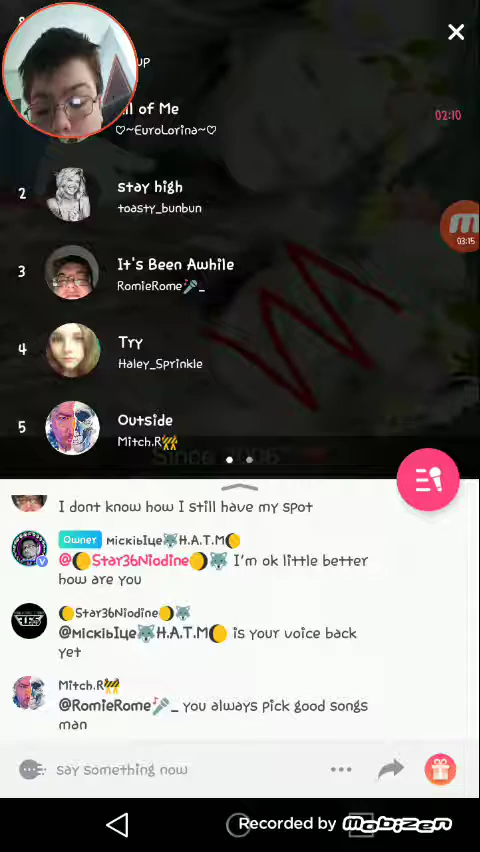 UP
ll of Me
♡~EuroLorina~♡
02:10
2
stay high
toasty_bunbun
03:15
3
It's Been Awhile
RomieRome🎤_
4
Try
Haley_Sprinkle
5
Outside
Mitch.R🚧
Since
I dont know how I still have my spot
Owner мιcкιbIце🐺H.A.T.M🌔
@🌔Star36Niodine🌖🐺 I'm ok little better
how are you
🌔Star36Niodine🌖🐺
@мιcкιbIце🐺H.A.T.M🌔 is your voice back
yet
Mitch.R🚧
@RomieRome🎤_ you always pick good songs
man
say something now
Recorded by mobizen